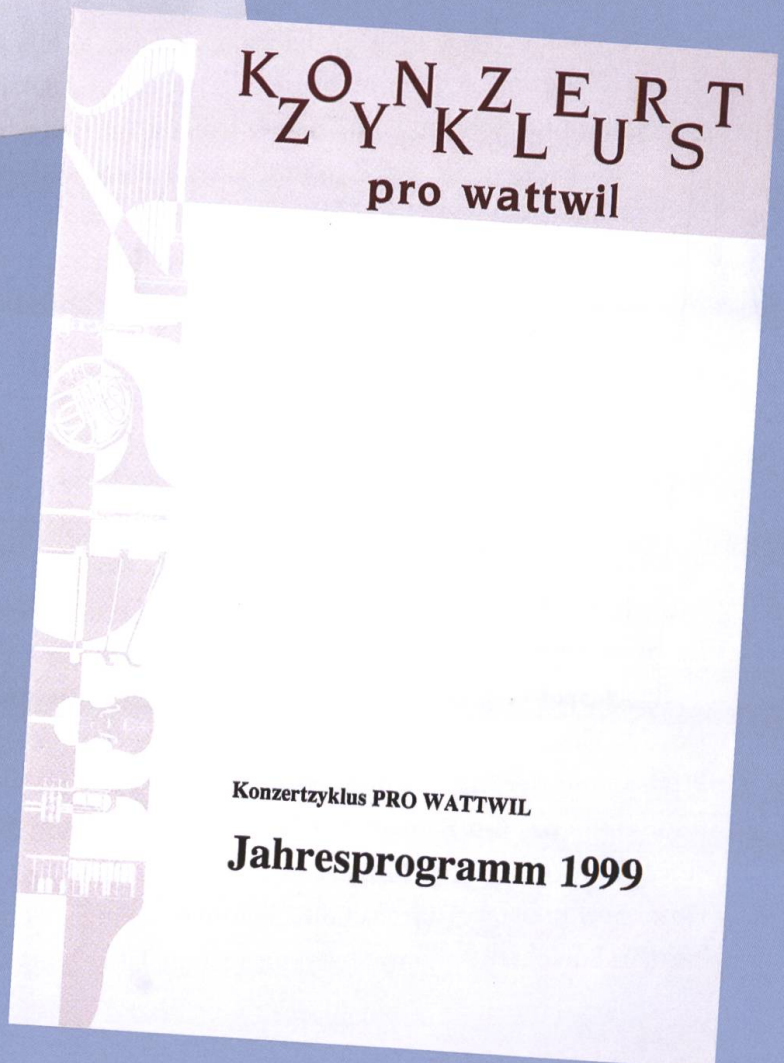 KONZERT
ZYKLUS
pro wattwil
Konzertzyklus PRO WATTWIL
Jahresprogramm 1999